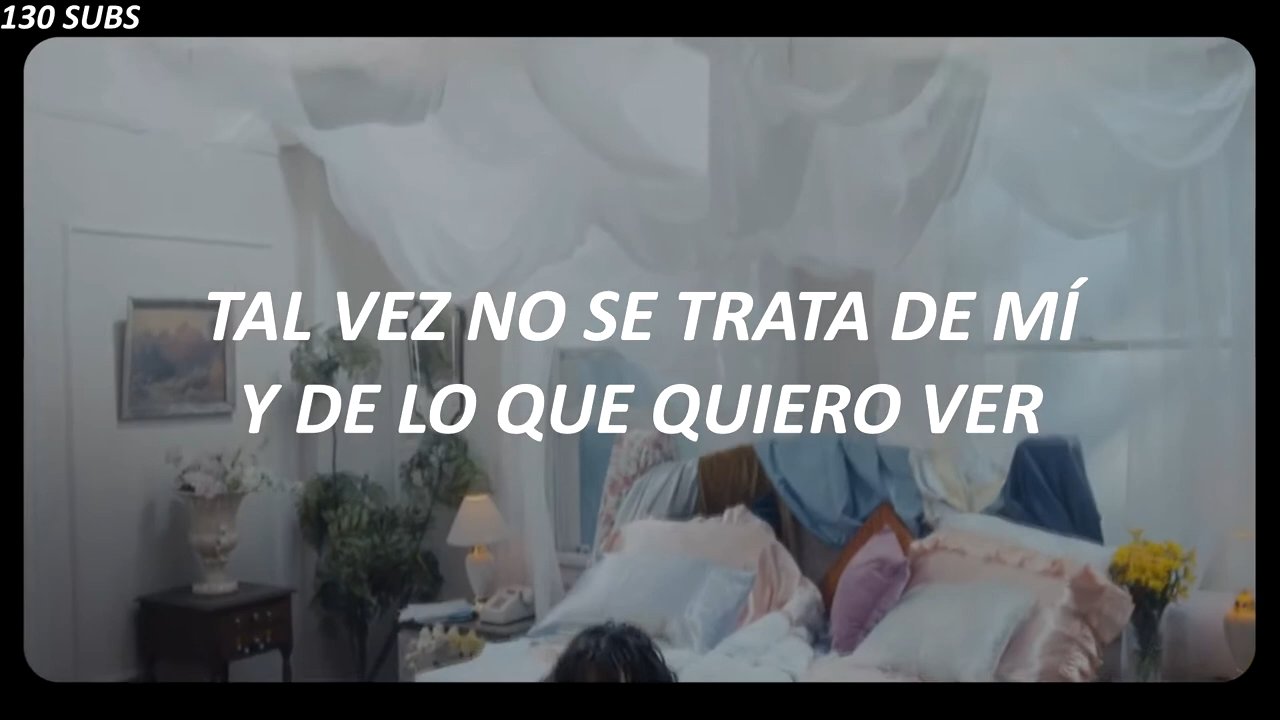 130 SUBS
TAL VEZ NO SE TRATA DE MÍ
Y DE LO QUE QUIERO VER